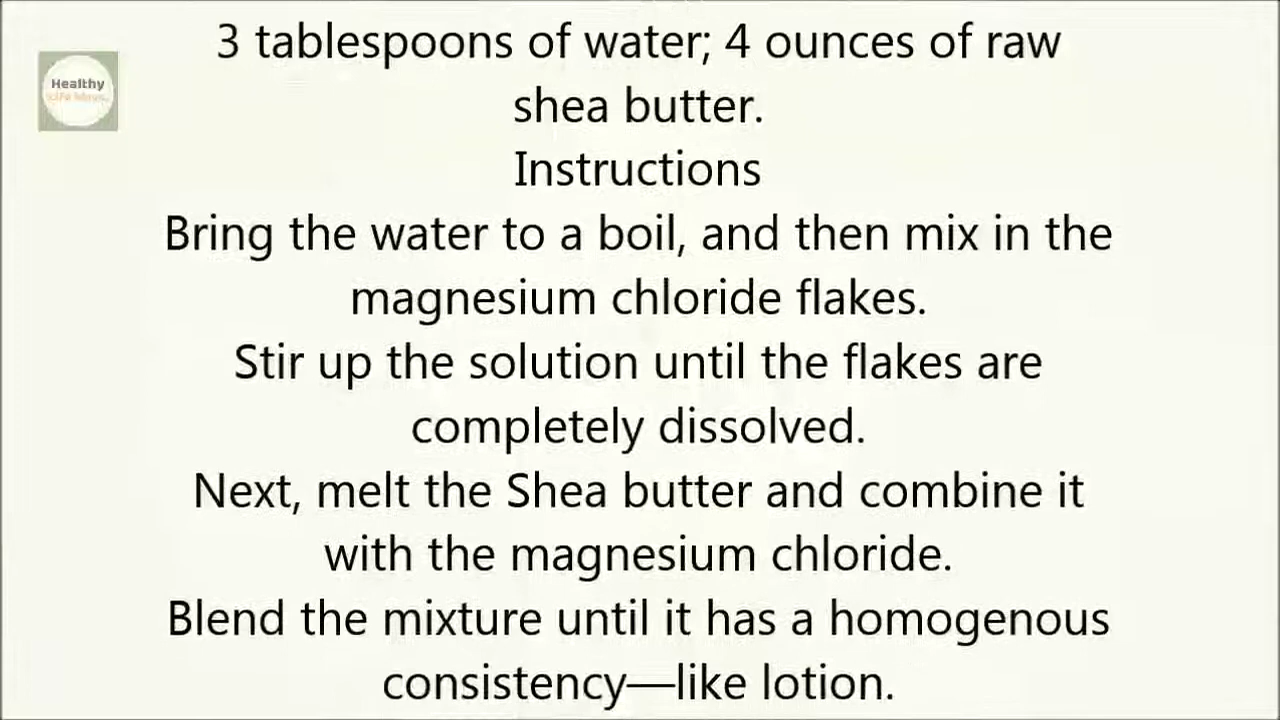 3 tablespoons of water; 4 ounces of raw
shea butter.
Instructions
Bring the water to a boil, and then mix in the
magnesium chloride flakes.
Stir up the solution until the flakes are
completely dissolved.
Next, melt the Shea butter and combine it
with the magnesium chloride.
Blend the mixture until it has a homogenous
consistency—like lotion.
Healthy